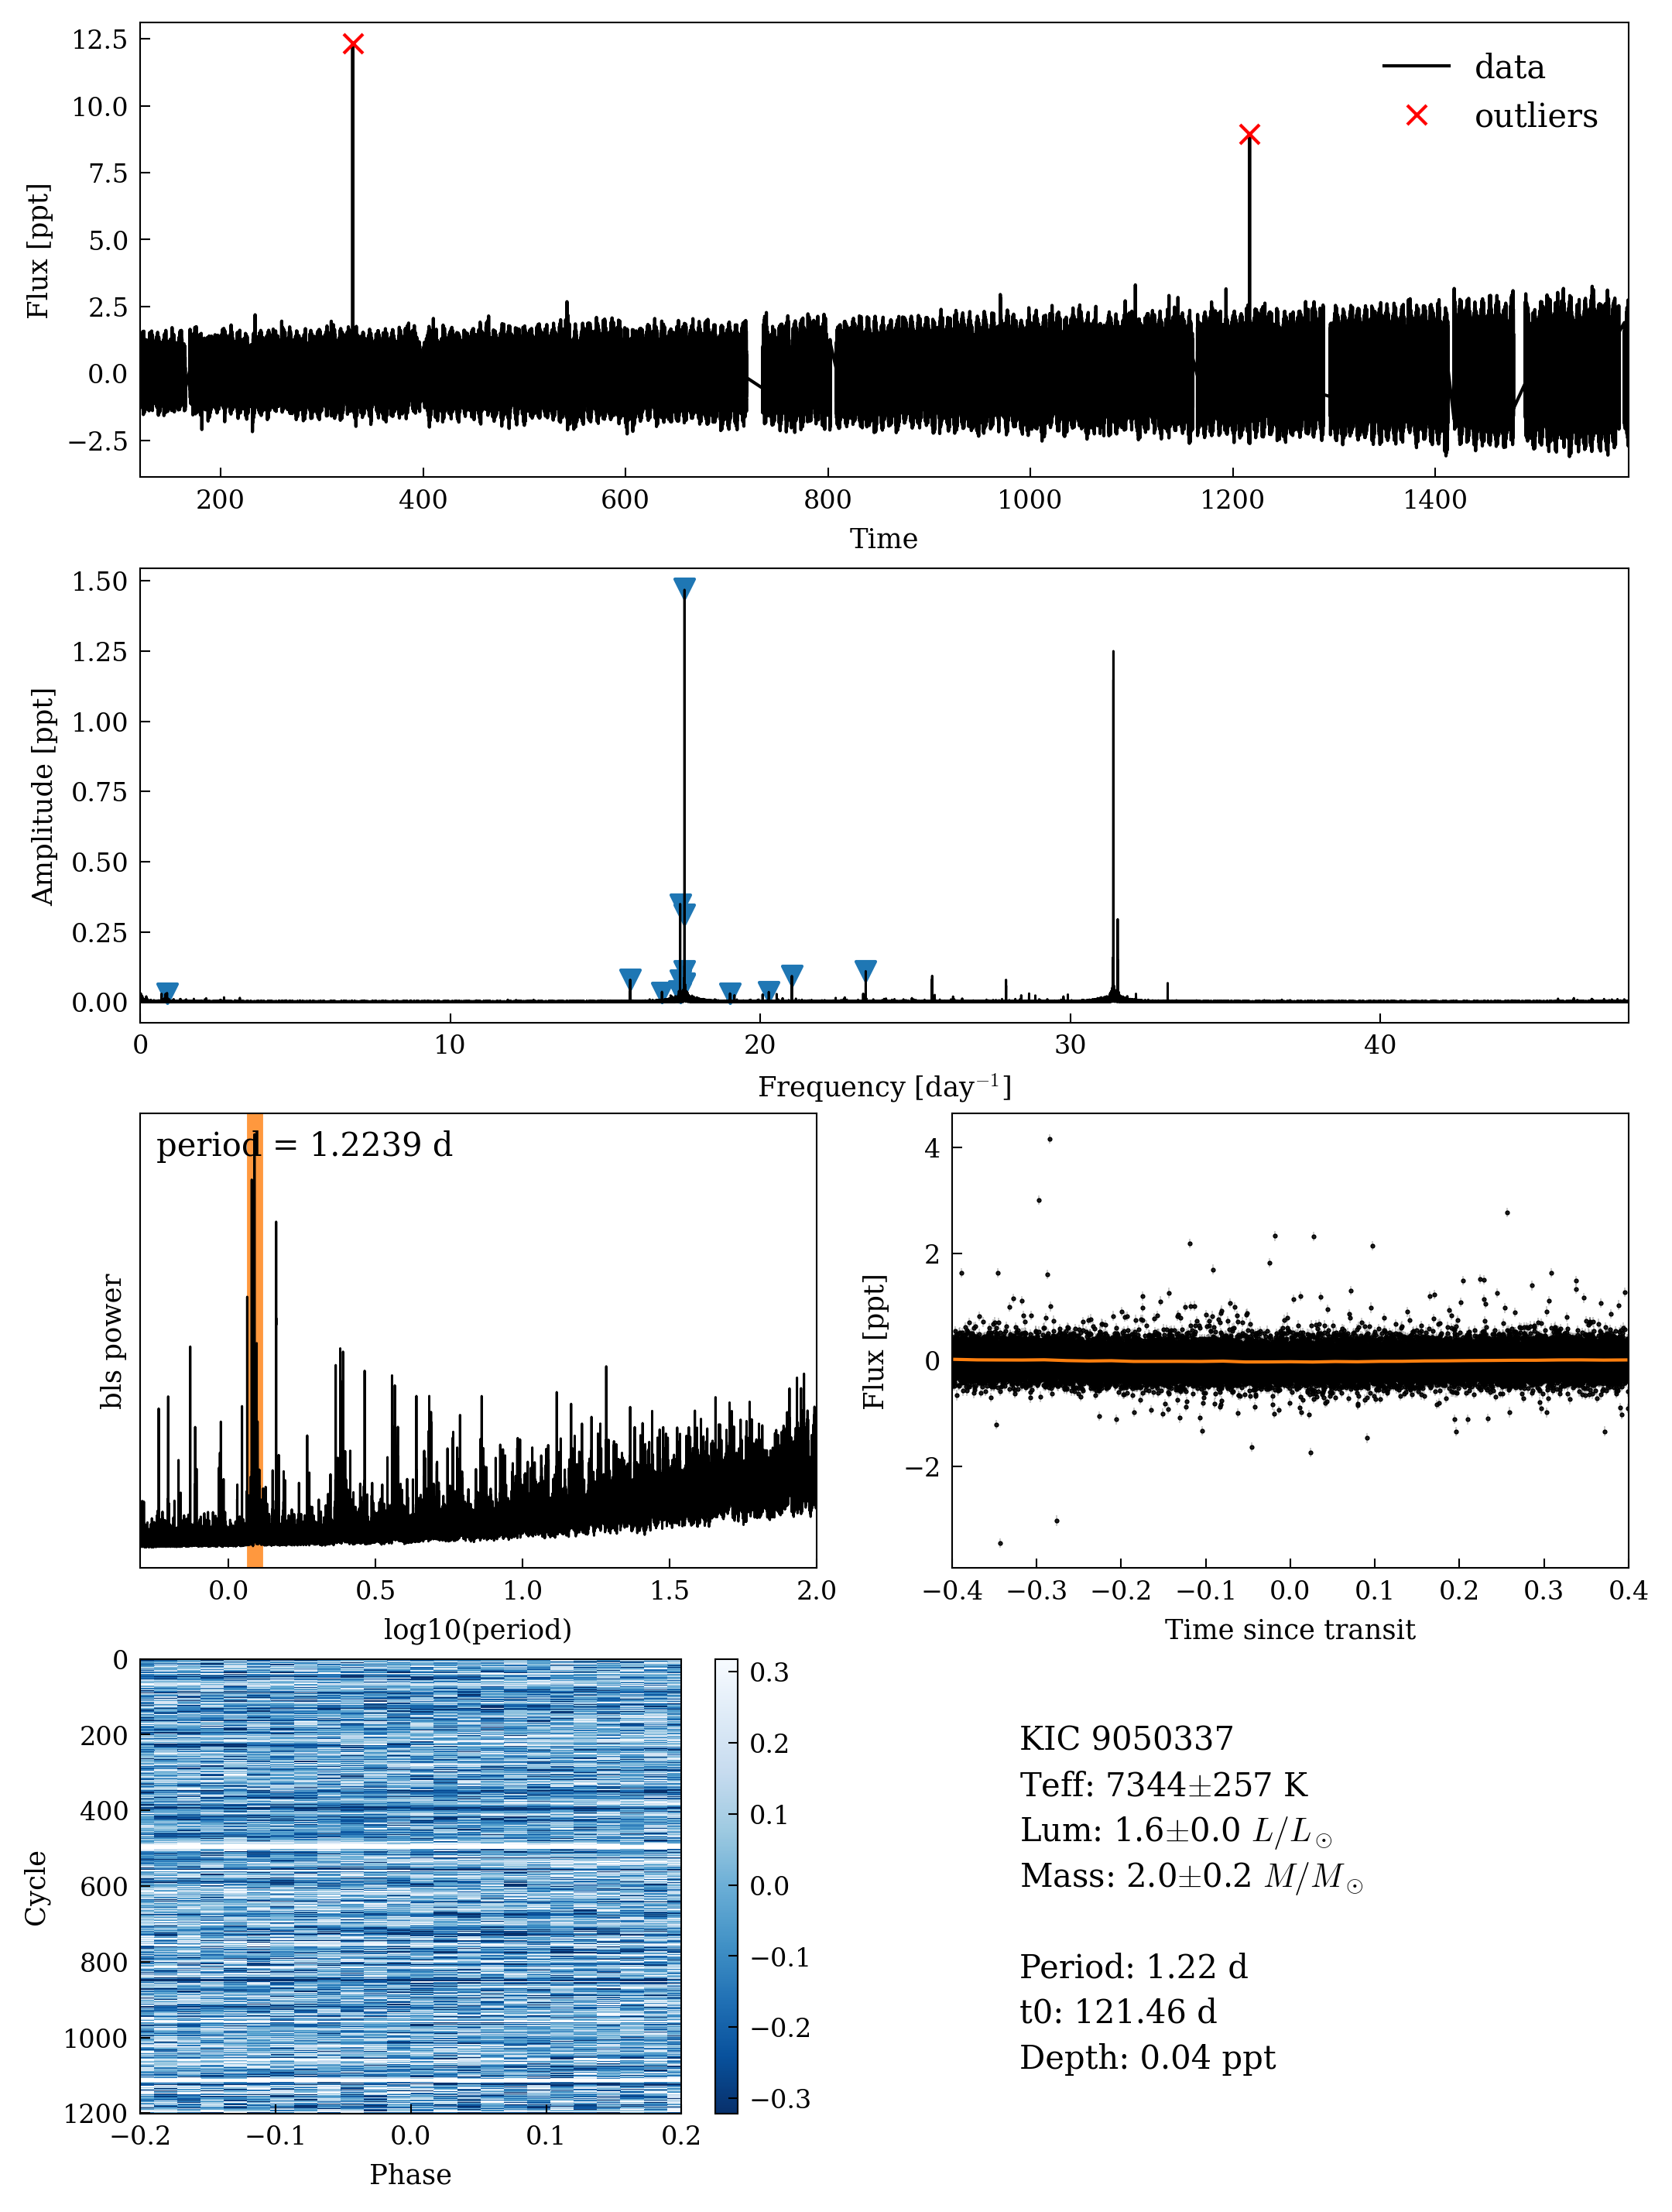 12.5
10.0
7.5
5.0
2.5
0.0
−2.5
Flux [ppt]
data
outliers
200 400 600 800 1000 1200 1400
Time
1.50
1.25
1.00
0.75
0.50
0.25
0.00
Amplitude [ppt]
0 10 20 30 40
Frequency [day⁻¹]
period = 1.2239 d
bls power
0.0 0.5 1.0 1.5 2.0
log10(period)
4
2
0
−2
Flux [ppt]
−0.4 −0.3 −0.2 −0.1 0.0 0.1 0.2 0.3 0.4
Time since transit
0
200
400
600
800
1000
1200
Cycle
−0.2 −0.1 0.0 0.1 0.2
Phase
0.3
0.2
0.1
0.0
−0.1
−0.2
−0.3
KIC 9050337
Teff: 7344±257 K
Lum: 1.6±0.0 L/L⊙
Mass: 2.0±0.2 M/M⊙
Period: 1.22 d
t0: 121.46 d
Depth: 0.04 ppt